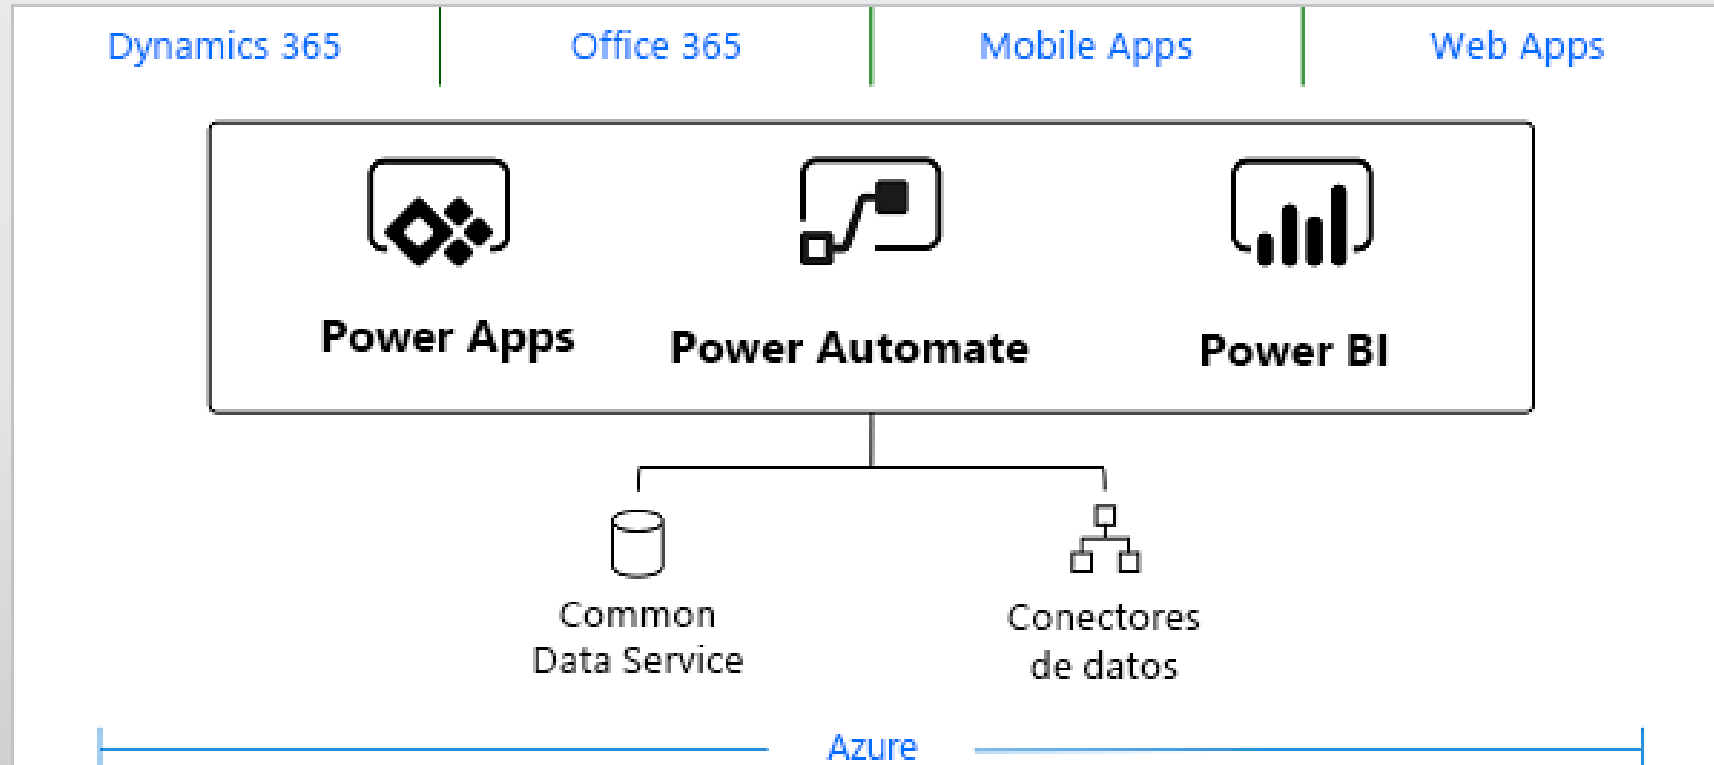 Dynamics 365
Office 365
Mobile Apps
Web Apps
Power Apps
Power Automate
Power BI
Common
Data Service
Conectores
de datos
Azure